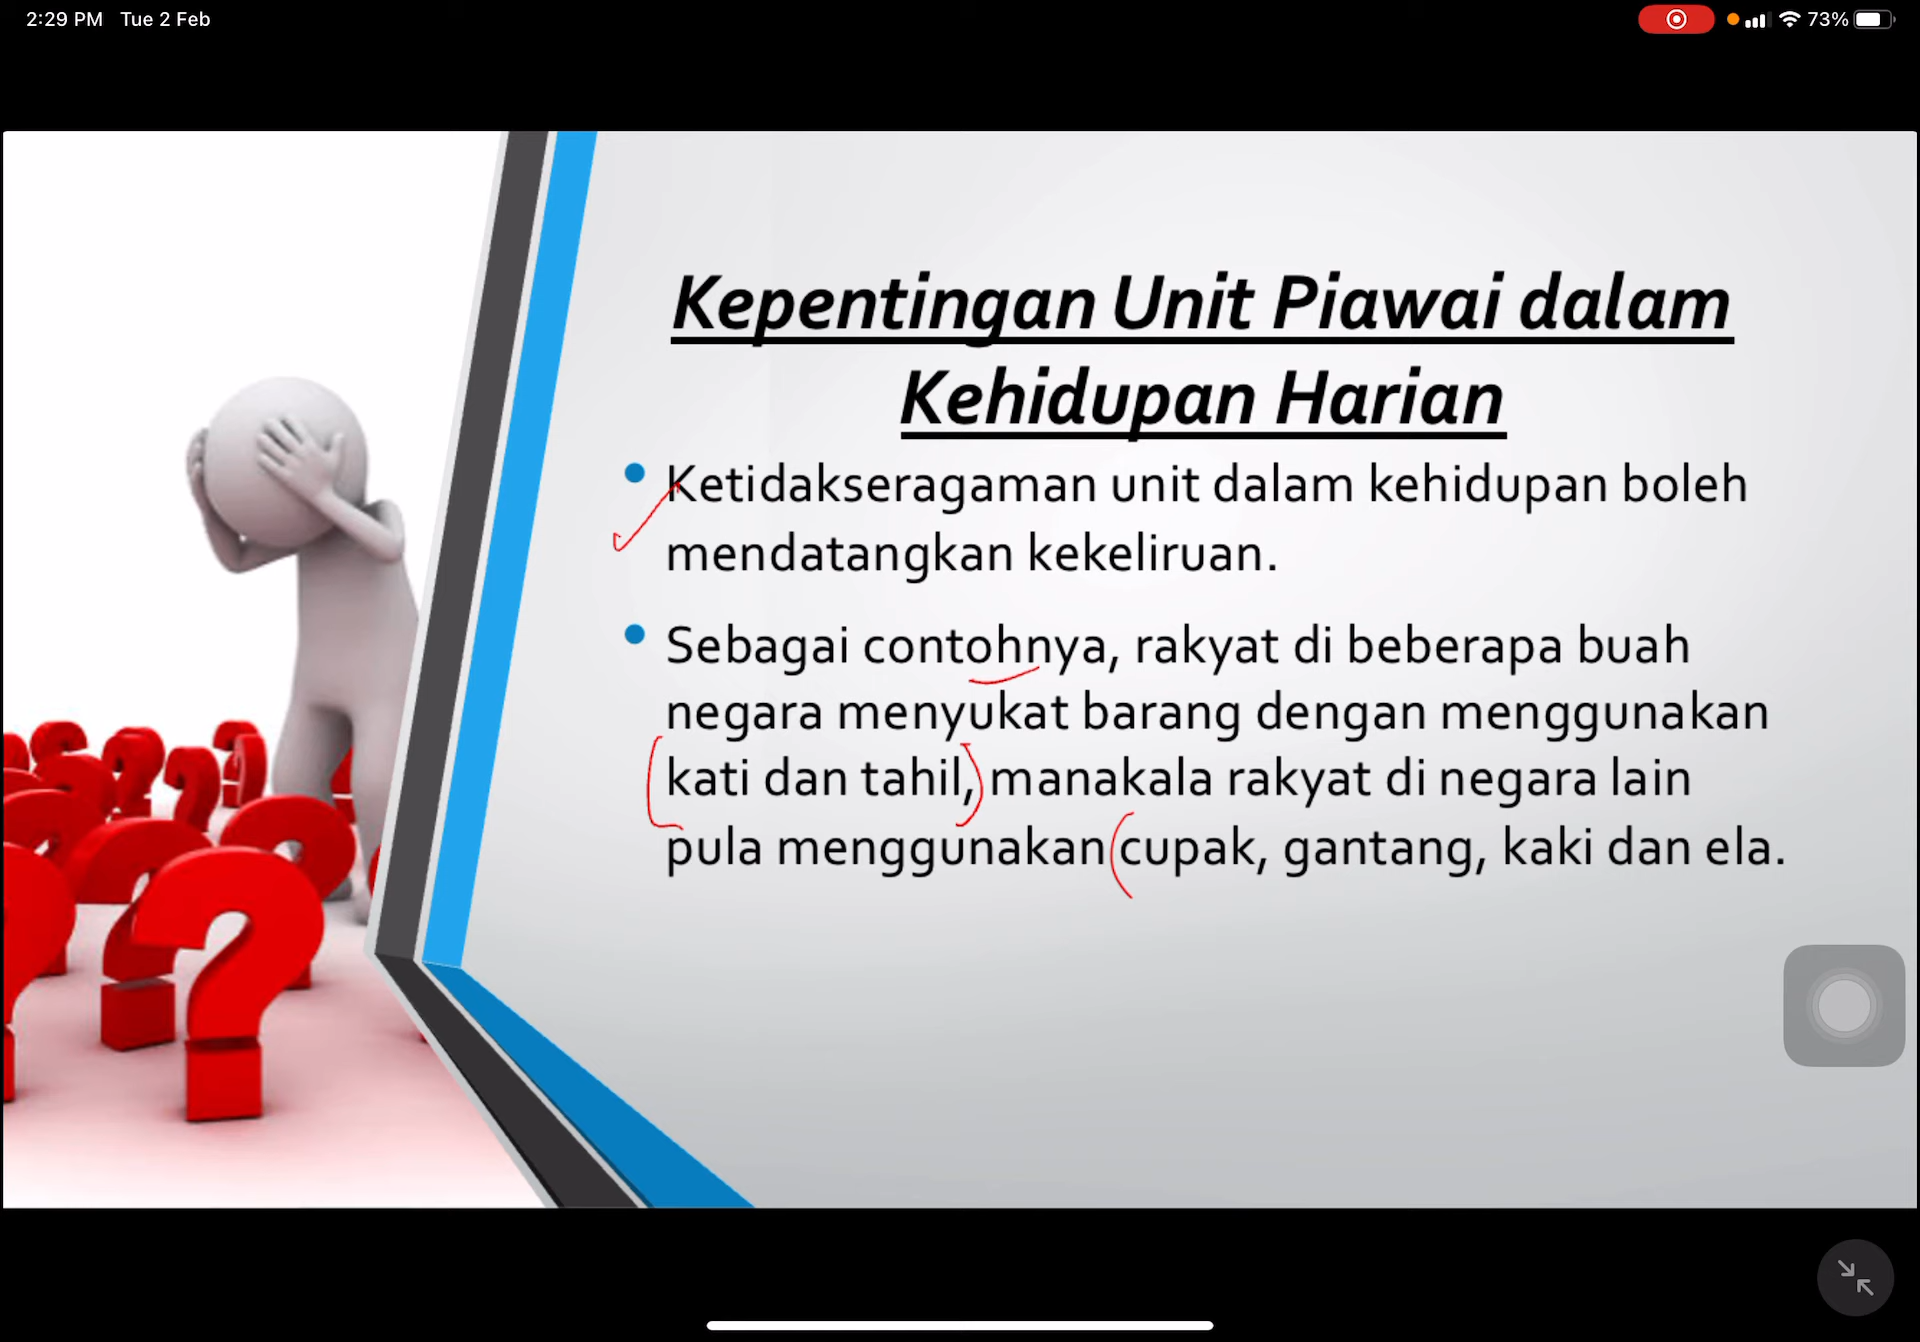 2:29 PM Tue 2 Feb
73%
Kepentingan Unit Piawai dalam
Kehidupan Harian
• Ketidakseragaman unit dalam kehidupan boleh
mendatangkan kekeliruan.
• Sebagai contohnya, rakyat di beberapa buah
negara menyukat barang dengan menggunakan
kati dan tahil, manakala rakyat di negara lain
pula menggunakan cupak, gantang, kaki dan ela.